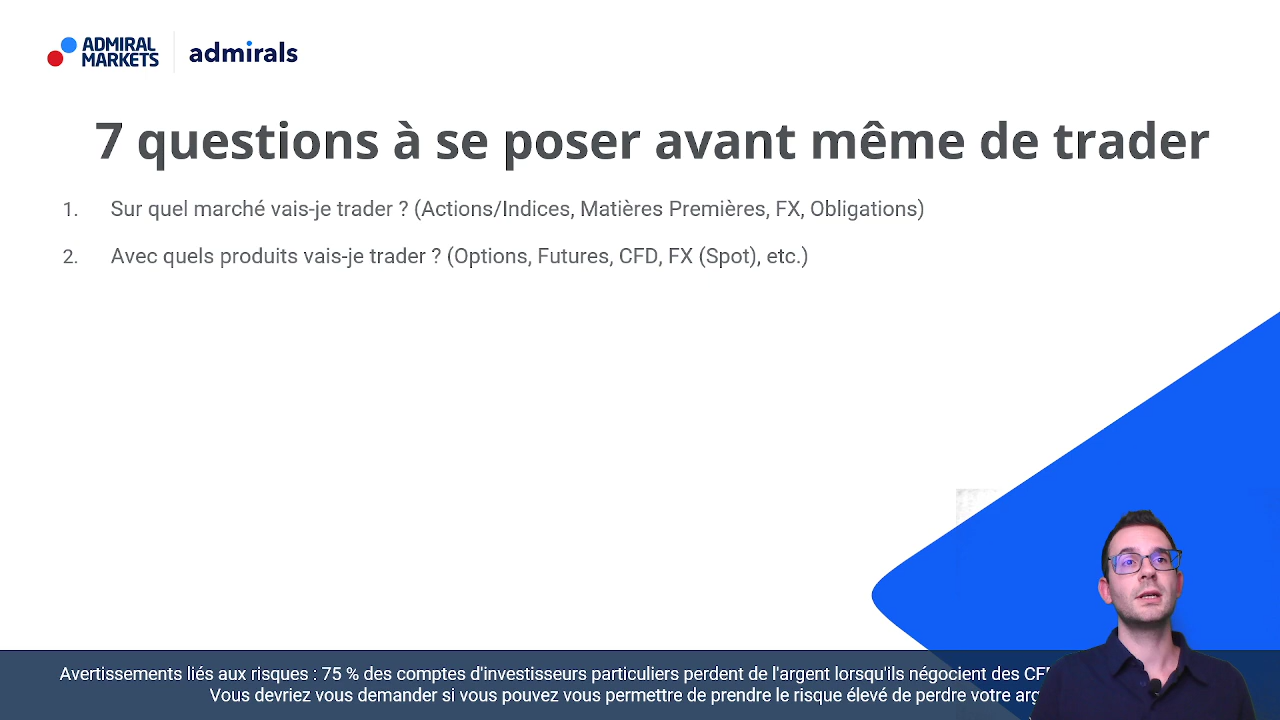 ADMIRAL
MARKETS
admirals
7 questions à se poser avant même de trader
1. Sur quel marché vais-je trader ? (Actions/Indices, Matières Premières, FX, Obligations)
2. Avec quels produits vais-je trader ? (Options, Futures, CFD, FX (Spot), etc.)
Avertissements liés aux risques : 75 % des comptes d'investisseurs particuliers perdent de l'argent lorsqu'ils négocient des
Vous devriez vous demander si vous pouvez vous permettre de prendre le risque élevé de perdre votre